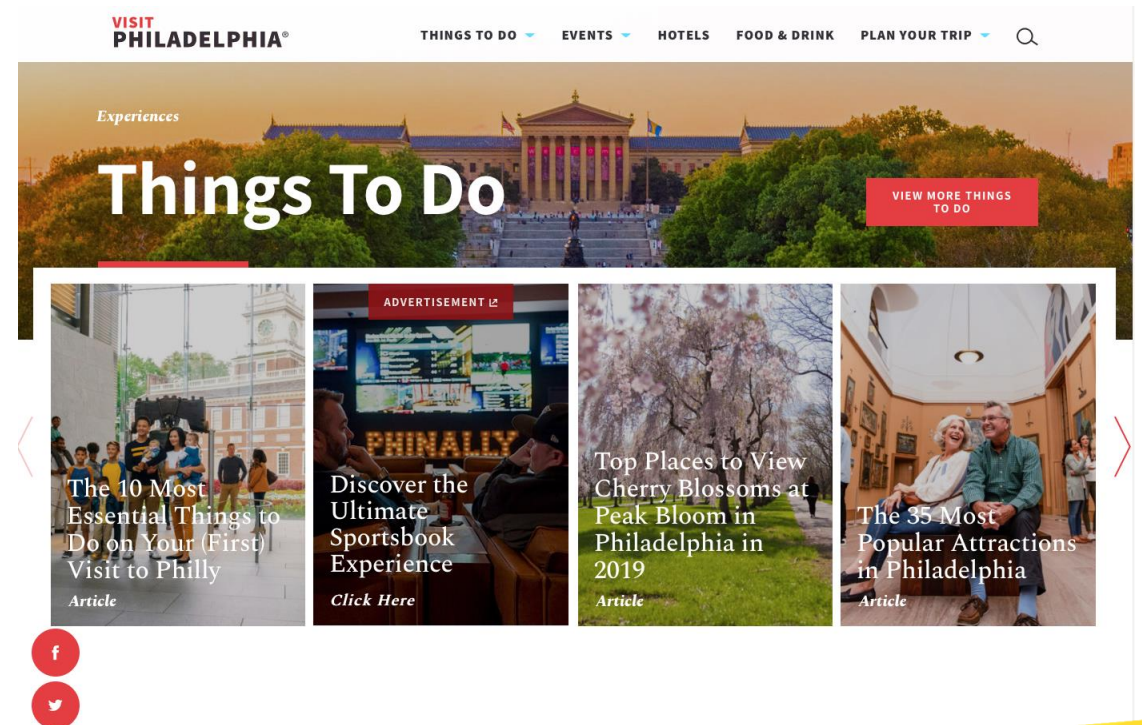 VISIT
PHILADELPHIA®
THINGS TO DO
EVENTS
HOTELS
FOOD & DRINK
PLAN YOUR TRIP
Experiences
Things To Do
VIEW MORE THINGS
TO DO
The 10 Most
Essential Things to
Do on Your (First)
Visit to Philly
Article
ADVERTISEMENT
PHINALLY
Discover the
Ultimate
Sportsbook
Experience
Click Here
Top Places to View
Cherry Blossoms at
Peak Bloom in
Philadelphia in
2019
Article
The 35 Most
Popular Attractions
in Philadelphia
Article